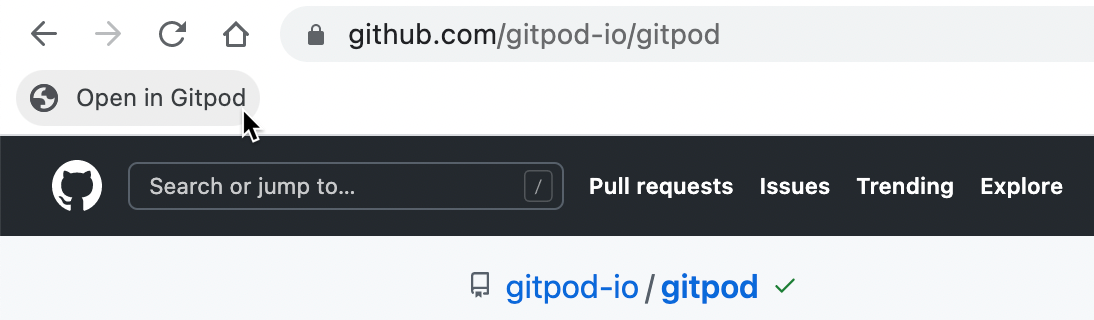 github.com/gitpod-io/gitpod
Open in Gitpod
Search or jump to... / Pull requests Issues Trending Explore
gitpod-io / gitpod